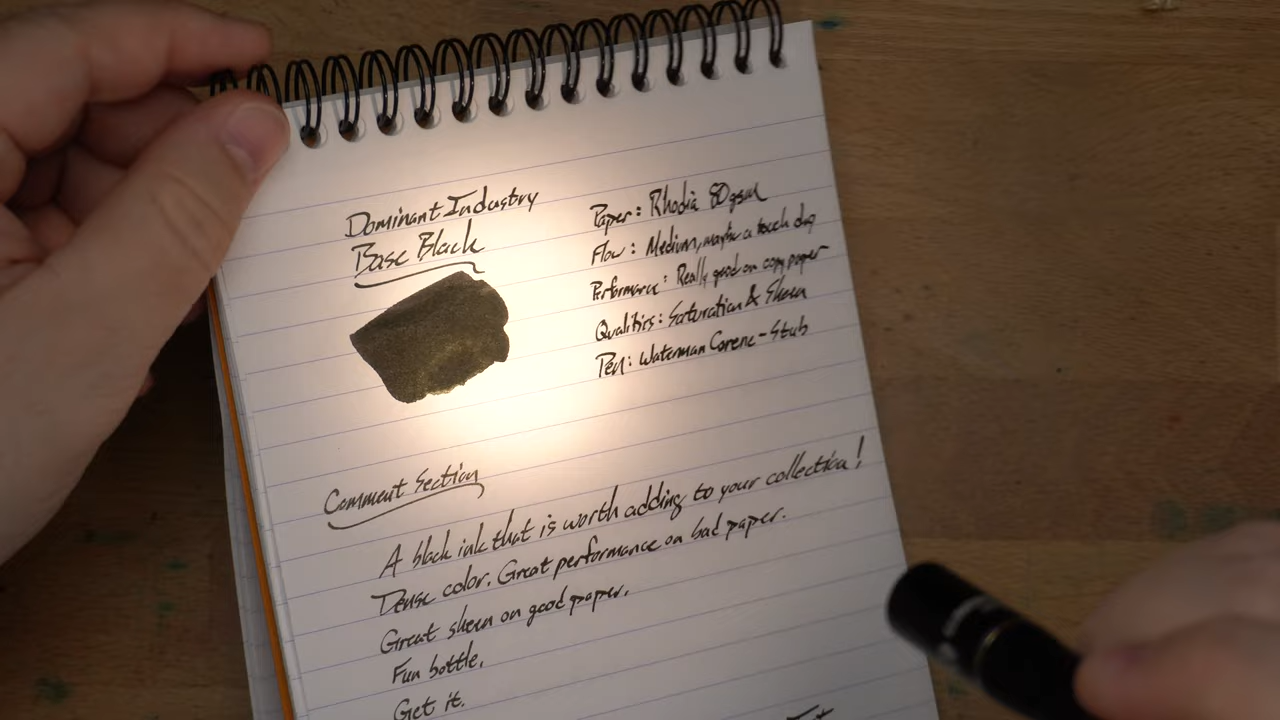 Dominant Industry
Base Black
Paper: Rhodia 80gsm
Flow: Medium, maybe a touch dry
Performance: Really good on copy paper
Qualities: Saturation & Sheen
Pen: Waterman Carene-Stub
Comment Section
A black ink that is worth adding to your collection!
Dense color. Great performance on bad paper.
Great sheen on good paper.
Fun bottle.
Get it.